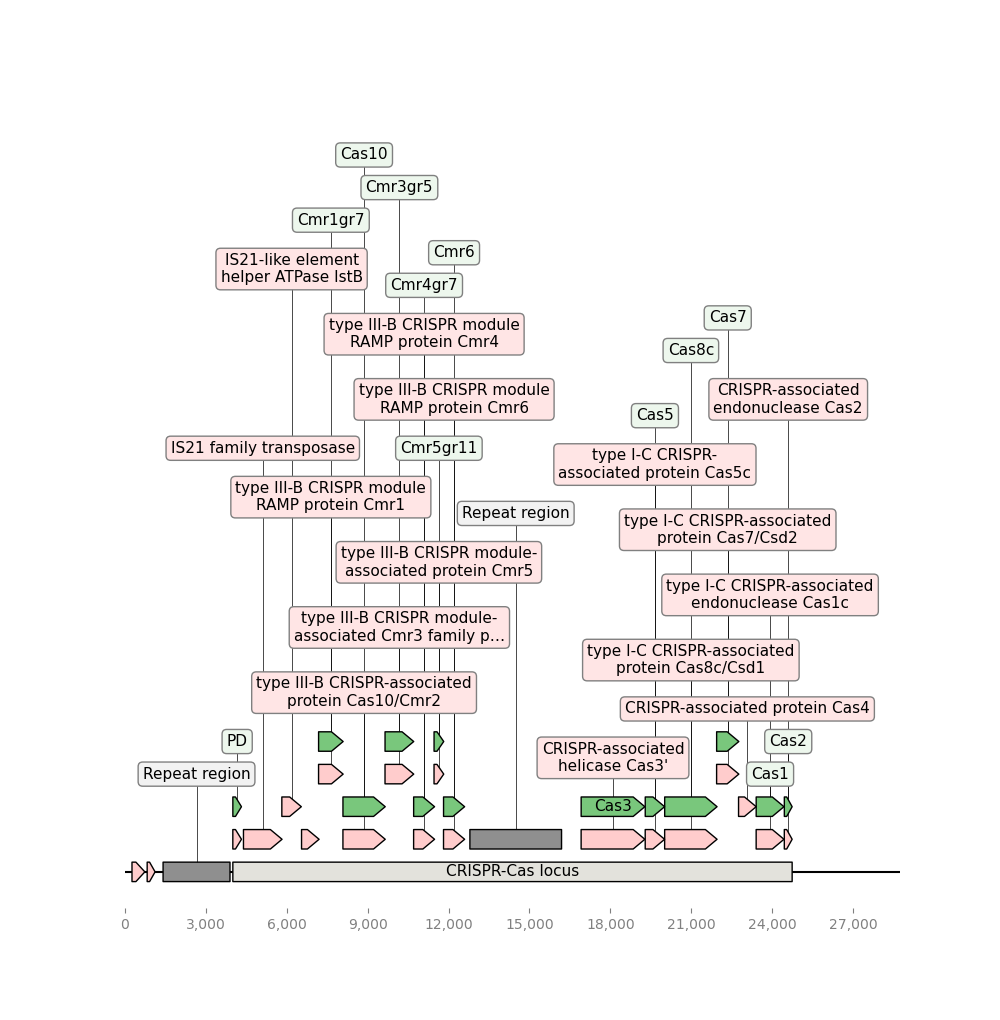 Cas10
Cmr3gr5
Cmr1gr7
Cmr6
IS21-like element
helper ATPase IstB
Cmr4gr7
Cas7
type III-B CRISPR module
RAMP protein Cmr4
Cas8c
type III-B CRISPR module
RAMP protein Cmr6
CRISPR-associated
endonuclease Cas2
Cas5
IS21 family transposase
Cmr5gr11
type I-C CRISPR-
associated protein Cas5c
type III-B CRISPR module
RAMP protein Cmr1
Repeat region
type I-C CRISPR-associated
protein Cas7/Csd2
type III-B CRISPR module-
associated protein Cmr5
type I-C CRISPR-associated
endonuclease Cas1c
type III-B CRISPR module-
associated Cmr3 family p…
type I-C CRISPR-associated
protein Cas8c/Csd1
type III-B CRISPR-associated
protein Cas10/Cmr2
CRISPR-associated protein Cas4
PD
Cas2
CRISPR-associated
helicase Cas3'
Repeat region
Cas1
Cas3
CRISPR-Cas locus
0 3,000 6,000 9,000 12,000 15,000 18,000 21,000 24,000 27,000